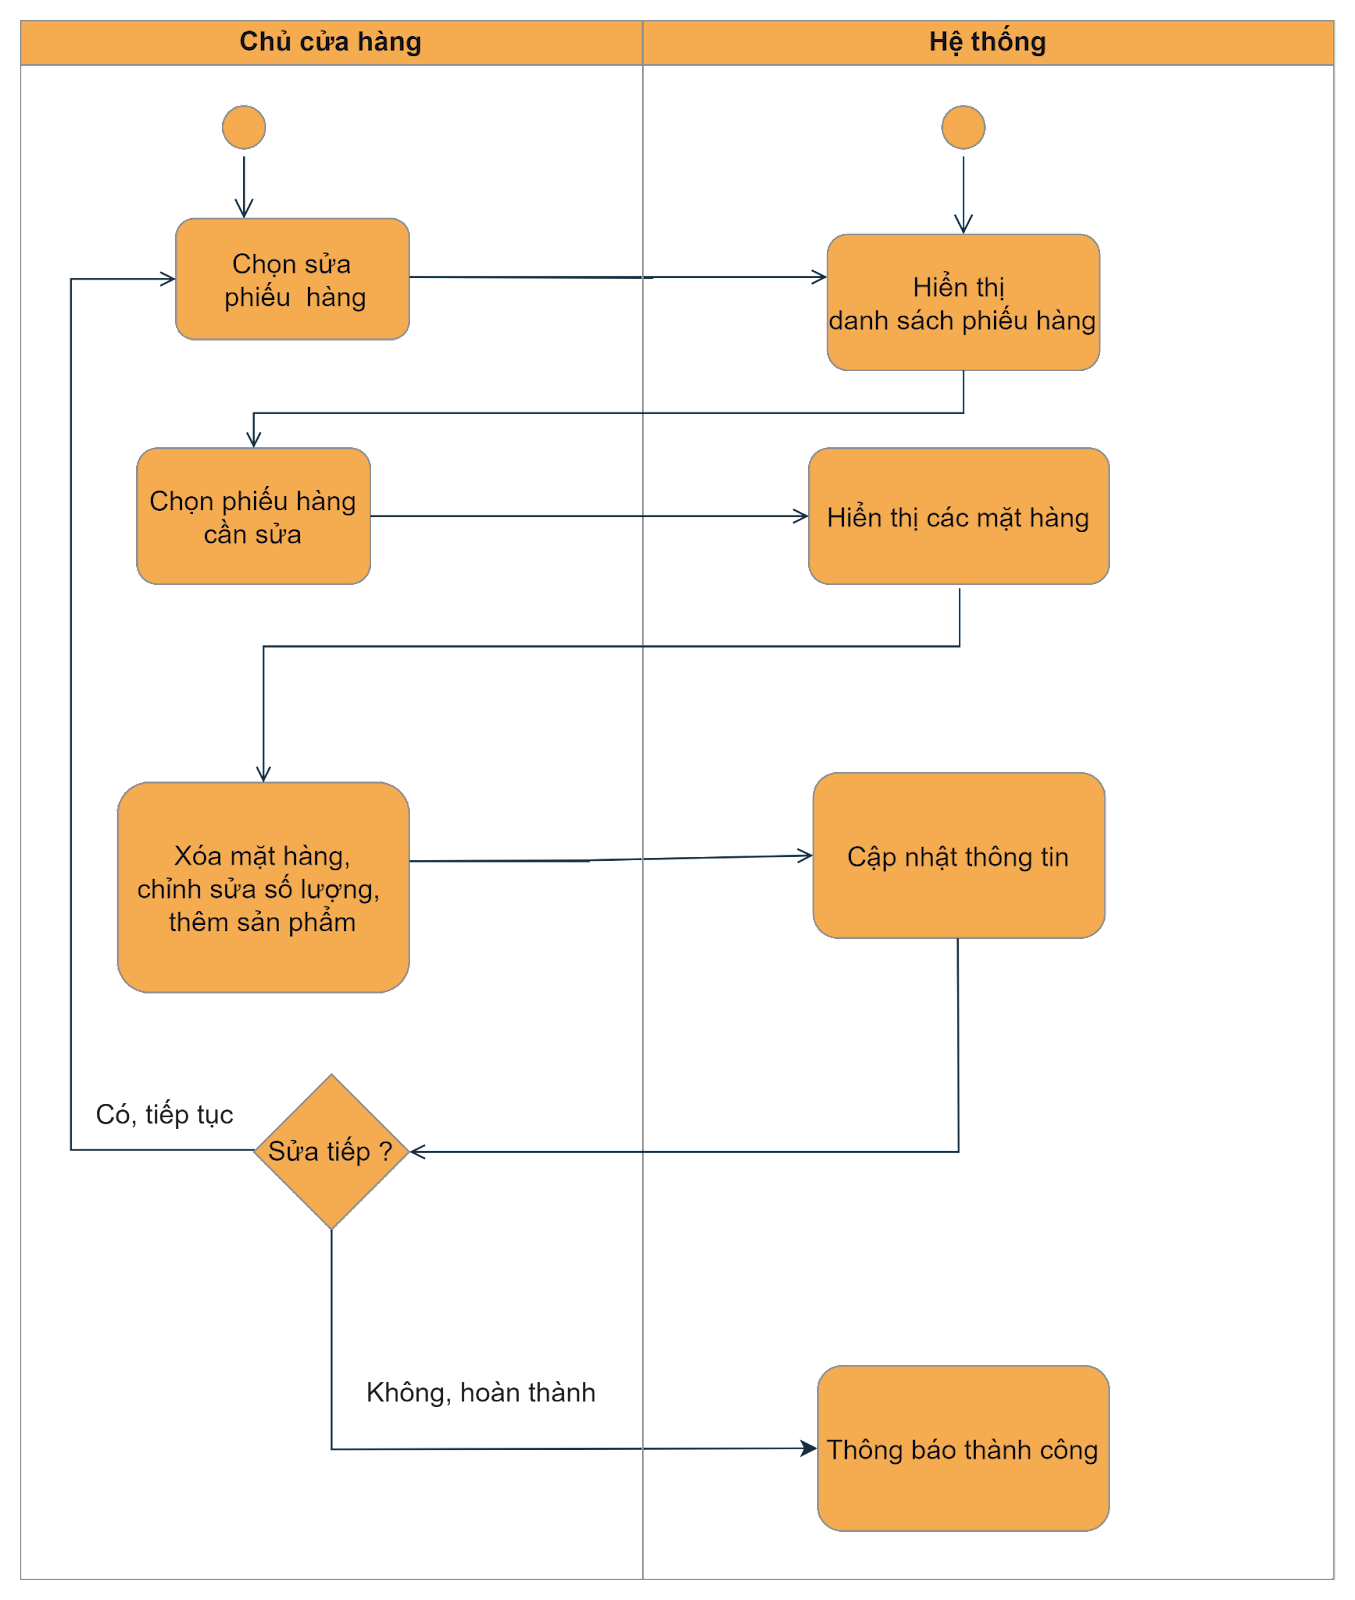 Chủ cửa hàng
Hệ thống
Chọn sửa
phiếu hàng
Hiển thị
danh sách phiếu hàng
Chọn phiếu hàng
cần sửa
Hiển thị các mặt hàng
Xóa mặt hàng,
chỉnh sửa số lượng,
thêm sản phẩm
Cập nhật thông tin
Có, tiếp tục
Sửa tiếp ?
Không, hoàn thành
Thông báo thành công